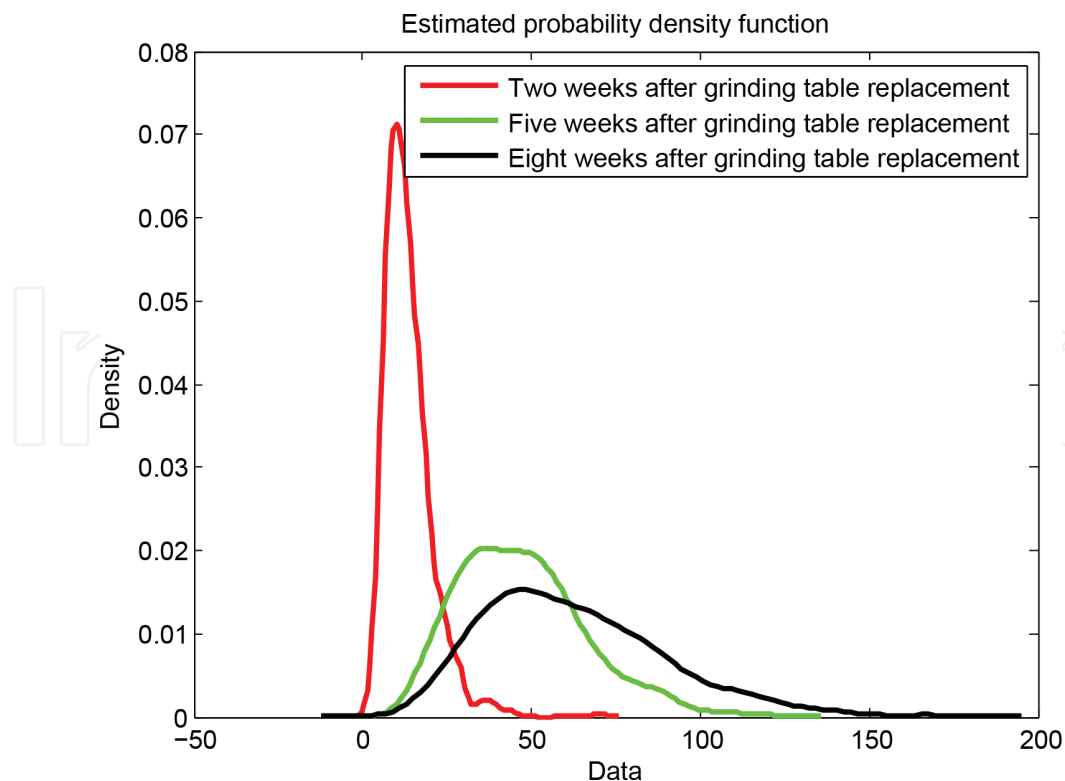 Estimated probability density function
0.08
0.07
0.06
0.05
0.04
0.03
0.02
0.01
0
Density
Two weeks after grinding table replacement
Five weeks after grinding table replacement
Eight weeks after grinding table replacement
−50 0 50 100 150 200
Data